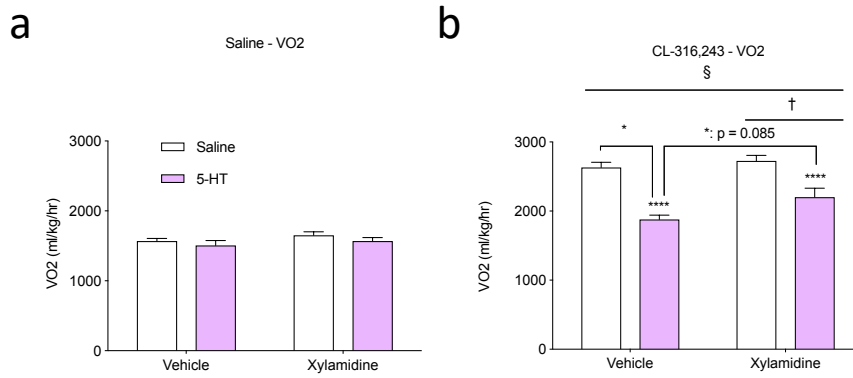 a
Saline - VO2
VO2 (ml/kg/hr)
3000
2000
1000
0
Saline
5-HT
Vehicle
Xylamidine
b
CL-316,243 - VO2
§
†
*
*: p = 0.085
****
****
VO2 (ml/kg/hr)
3000
2000
1000
0
Vehicle
Xylamidine